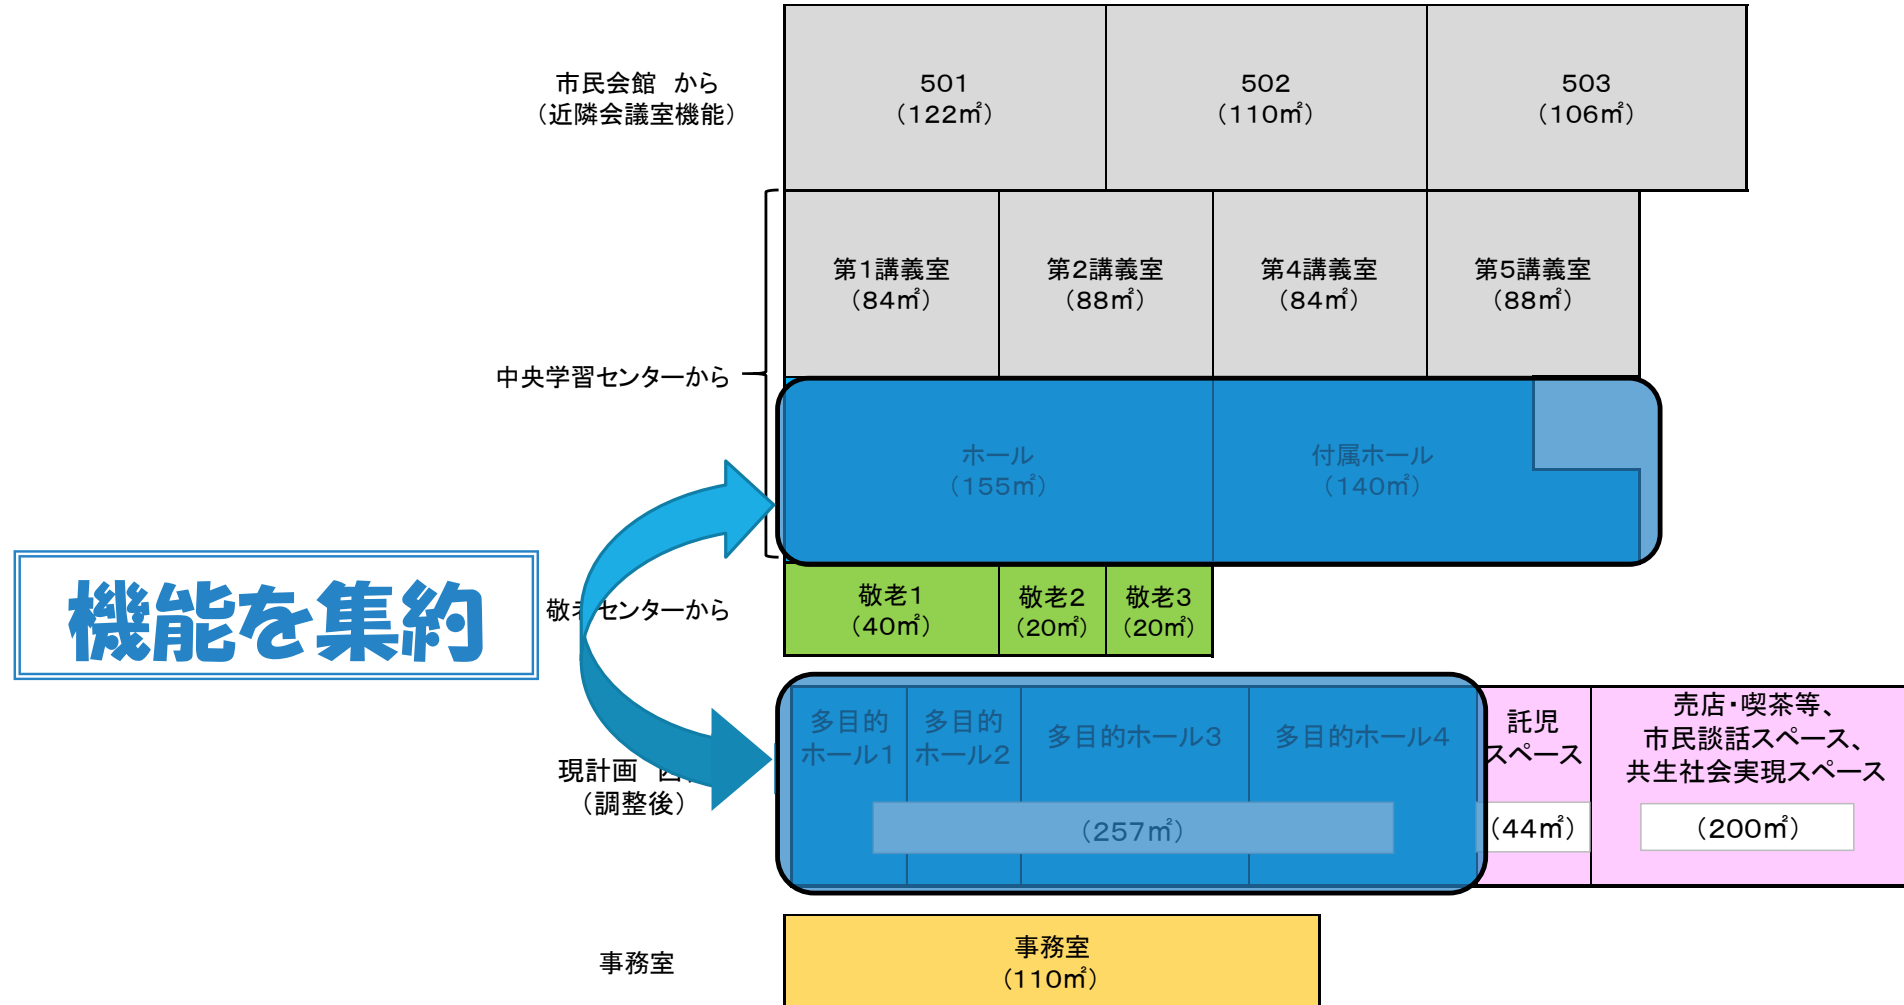 市民会館　から
（近隣会議室機能）
501
（122㎡）
502
（110㎡）
503
（106㎡）
中央学習センターから
第1講義室
（84㎡）
第2講義室
（88㎡）
第4講義室
（84㎡）
第5講義室
（88㎡）
ホール
（155㎡）
付属ホール
（140㎡）
機能を集約
敬老センターから
敬老1
（40㎡）
敬老2
（20㎡）
敬老3
（20㎡）
現計画
（調整後）
多目的
ホール1
多目的
ホール2
多目的ホール3
多目的ホール4
（257㎡）
託児
スペース
（44㎡）
売店・喫茶等、
市民談話スペース、
共生社会実現スペース
（200㎡）
事務室
事務室
（110㎡）